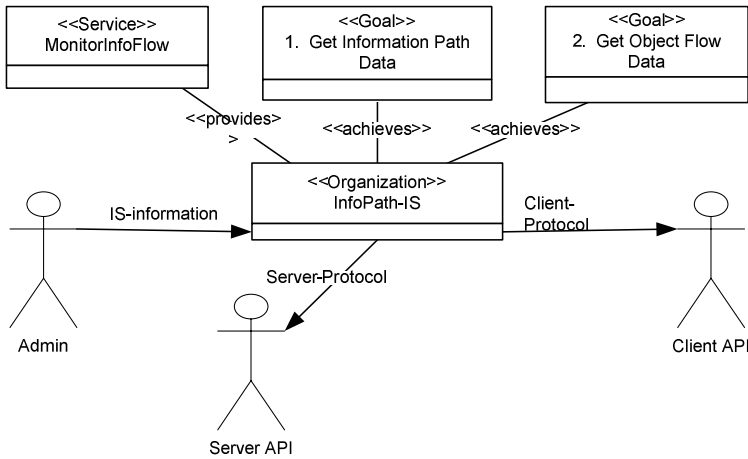 <<Service>>
MonitorInfoFlow
<<Goal>>
1. Get Information Path
Data
<<Goal>>
2. Get Object Flow
Data
<<provides>
>
<<achieves>>
<<achieves>>
<<Organization>>
InfoPath-IS
IS-information
Client-
Protocol
Server-Protocol
Admin
Client API
Server API